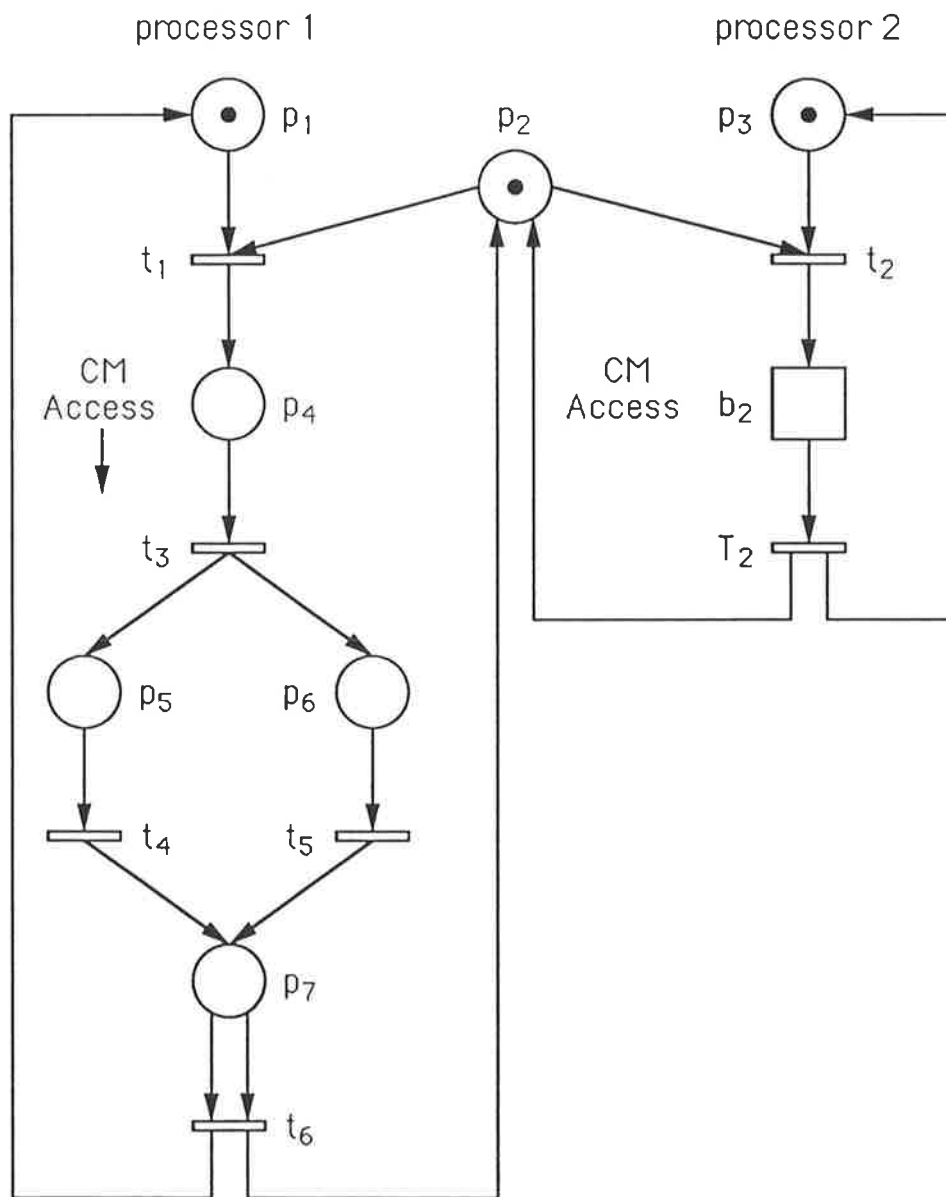 processor 1
processor 2
p1
p2
p3
t1
t2
CM
Access
p4
CM
Access
b2
t3
T2
p5
p6
t4
t5
p7
t6